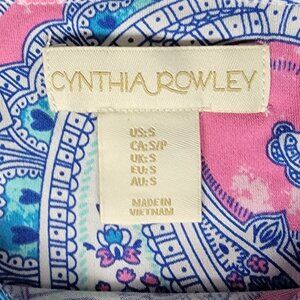 CYNTHIA ROWLEY
US:S
CA:S/P
UK:S
EU:S
AU:S
MADE IN
VIETNAM